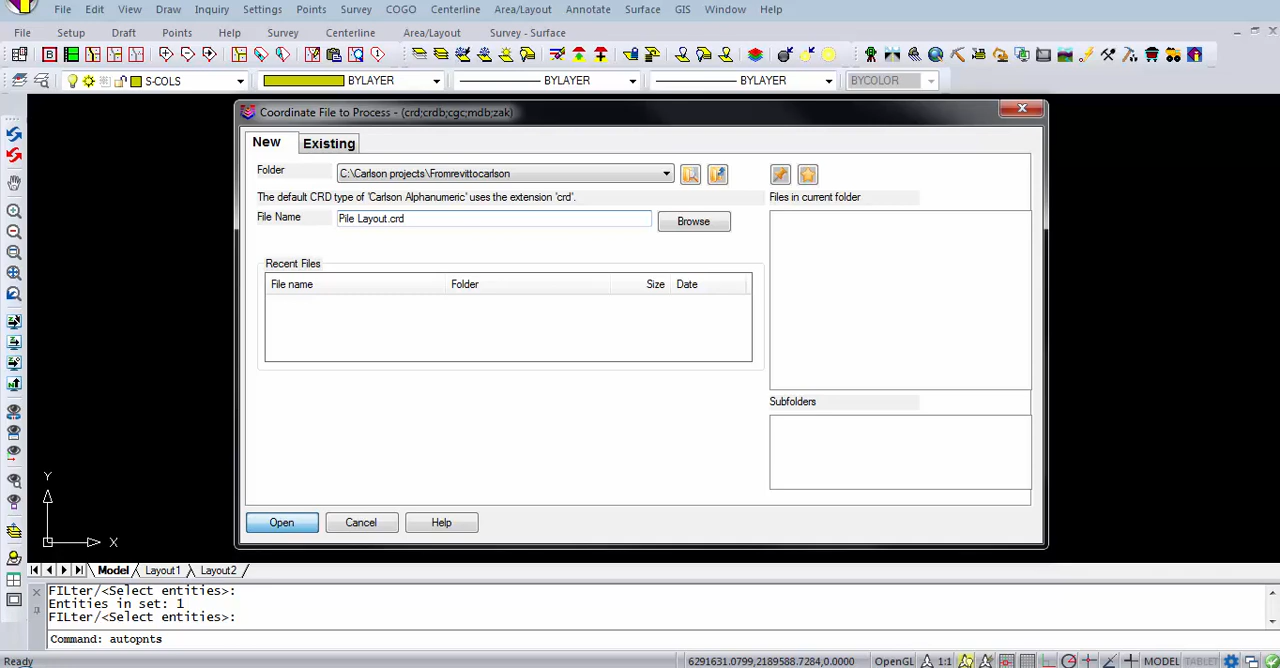 File Edit View Draw Inquiry Settings Points Survey COGO Centerline Area/Layout Annotate Surface GIS Window Help
File Setup Draft Points Help Survey Centerline Area/Layout Survey - Surface
S-COLS BYLAYER BYLAYER BYLAYER BYCOLOR
Coordinate File to Process - (crd;crdb;cgc;mdb;zak)
New Existing
Folder C:\Carlson projects\Fromrevittocarlson
The default CRD type of 'Carlson Alphanumeric' uses the extension 'crd'.
Files in current folder
File Name Pile Layout.crd Browse
Recent Files
File name Folder Size Date
Subfolders
Open Cancel Help
Y
X
Model Layout1 Layout2
FILter/<Select entities>:
Entities in set: 1
FILter/<Select entities>:
Command: autopnts
Ready 6291631.0799,2189588.7284,0.0000 OpenGL 1:1 MODEL TABLET